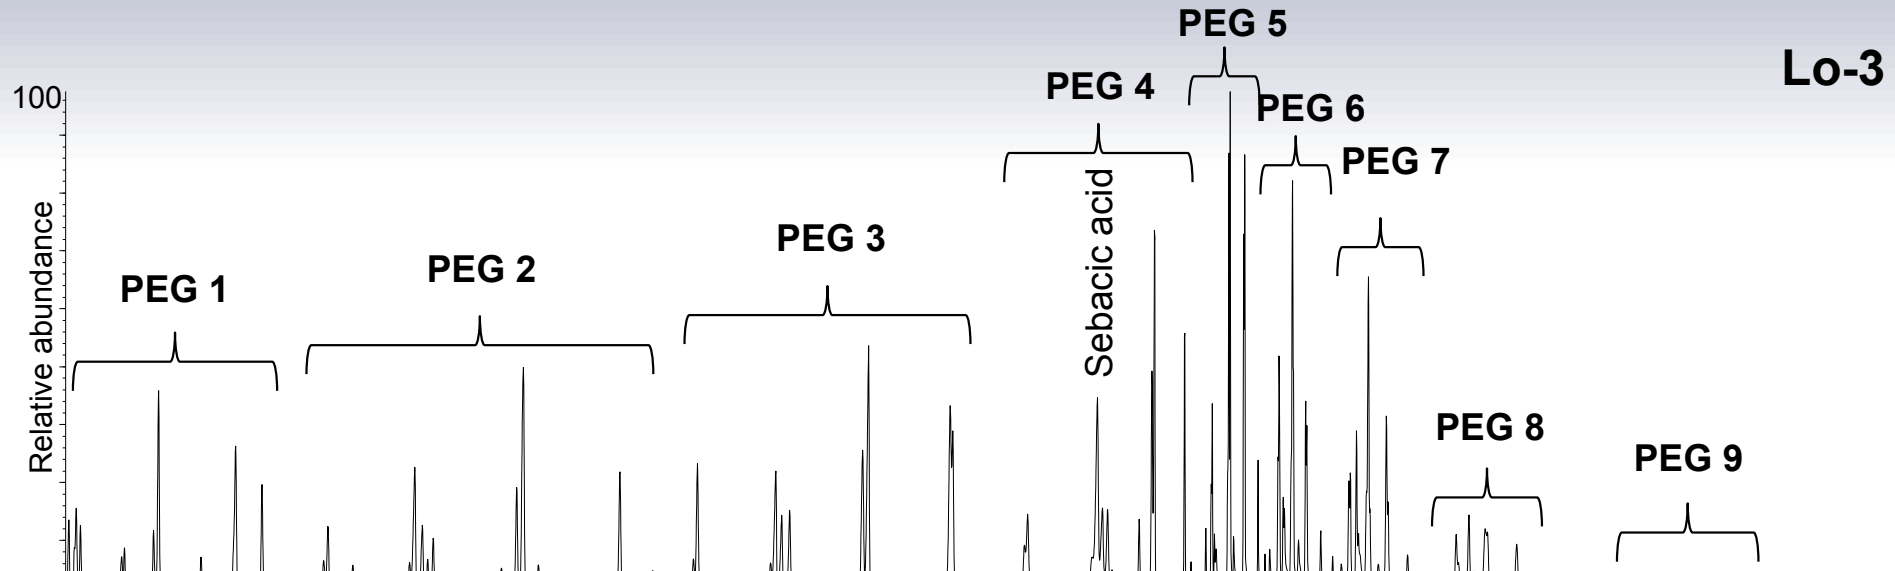 PEG 5
Lo-3
PEG 4
100
PEG 6
PEG 7
Sebacic acid
PEG 3
Relative abundance
PEG 2
PEG 1
PEG 8
PEG 9